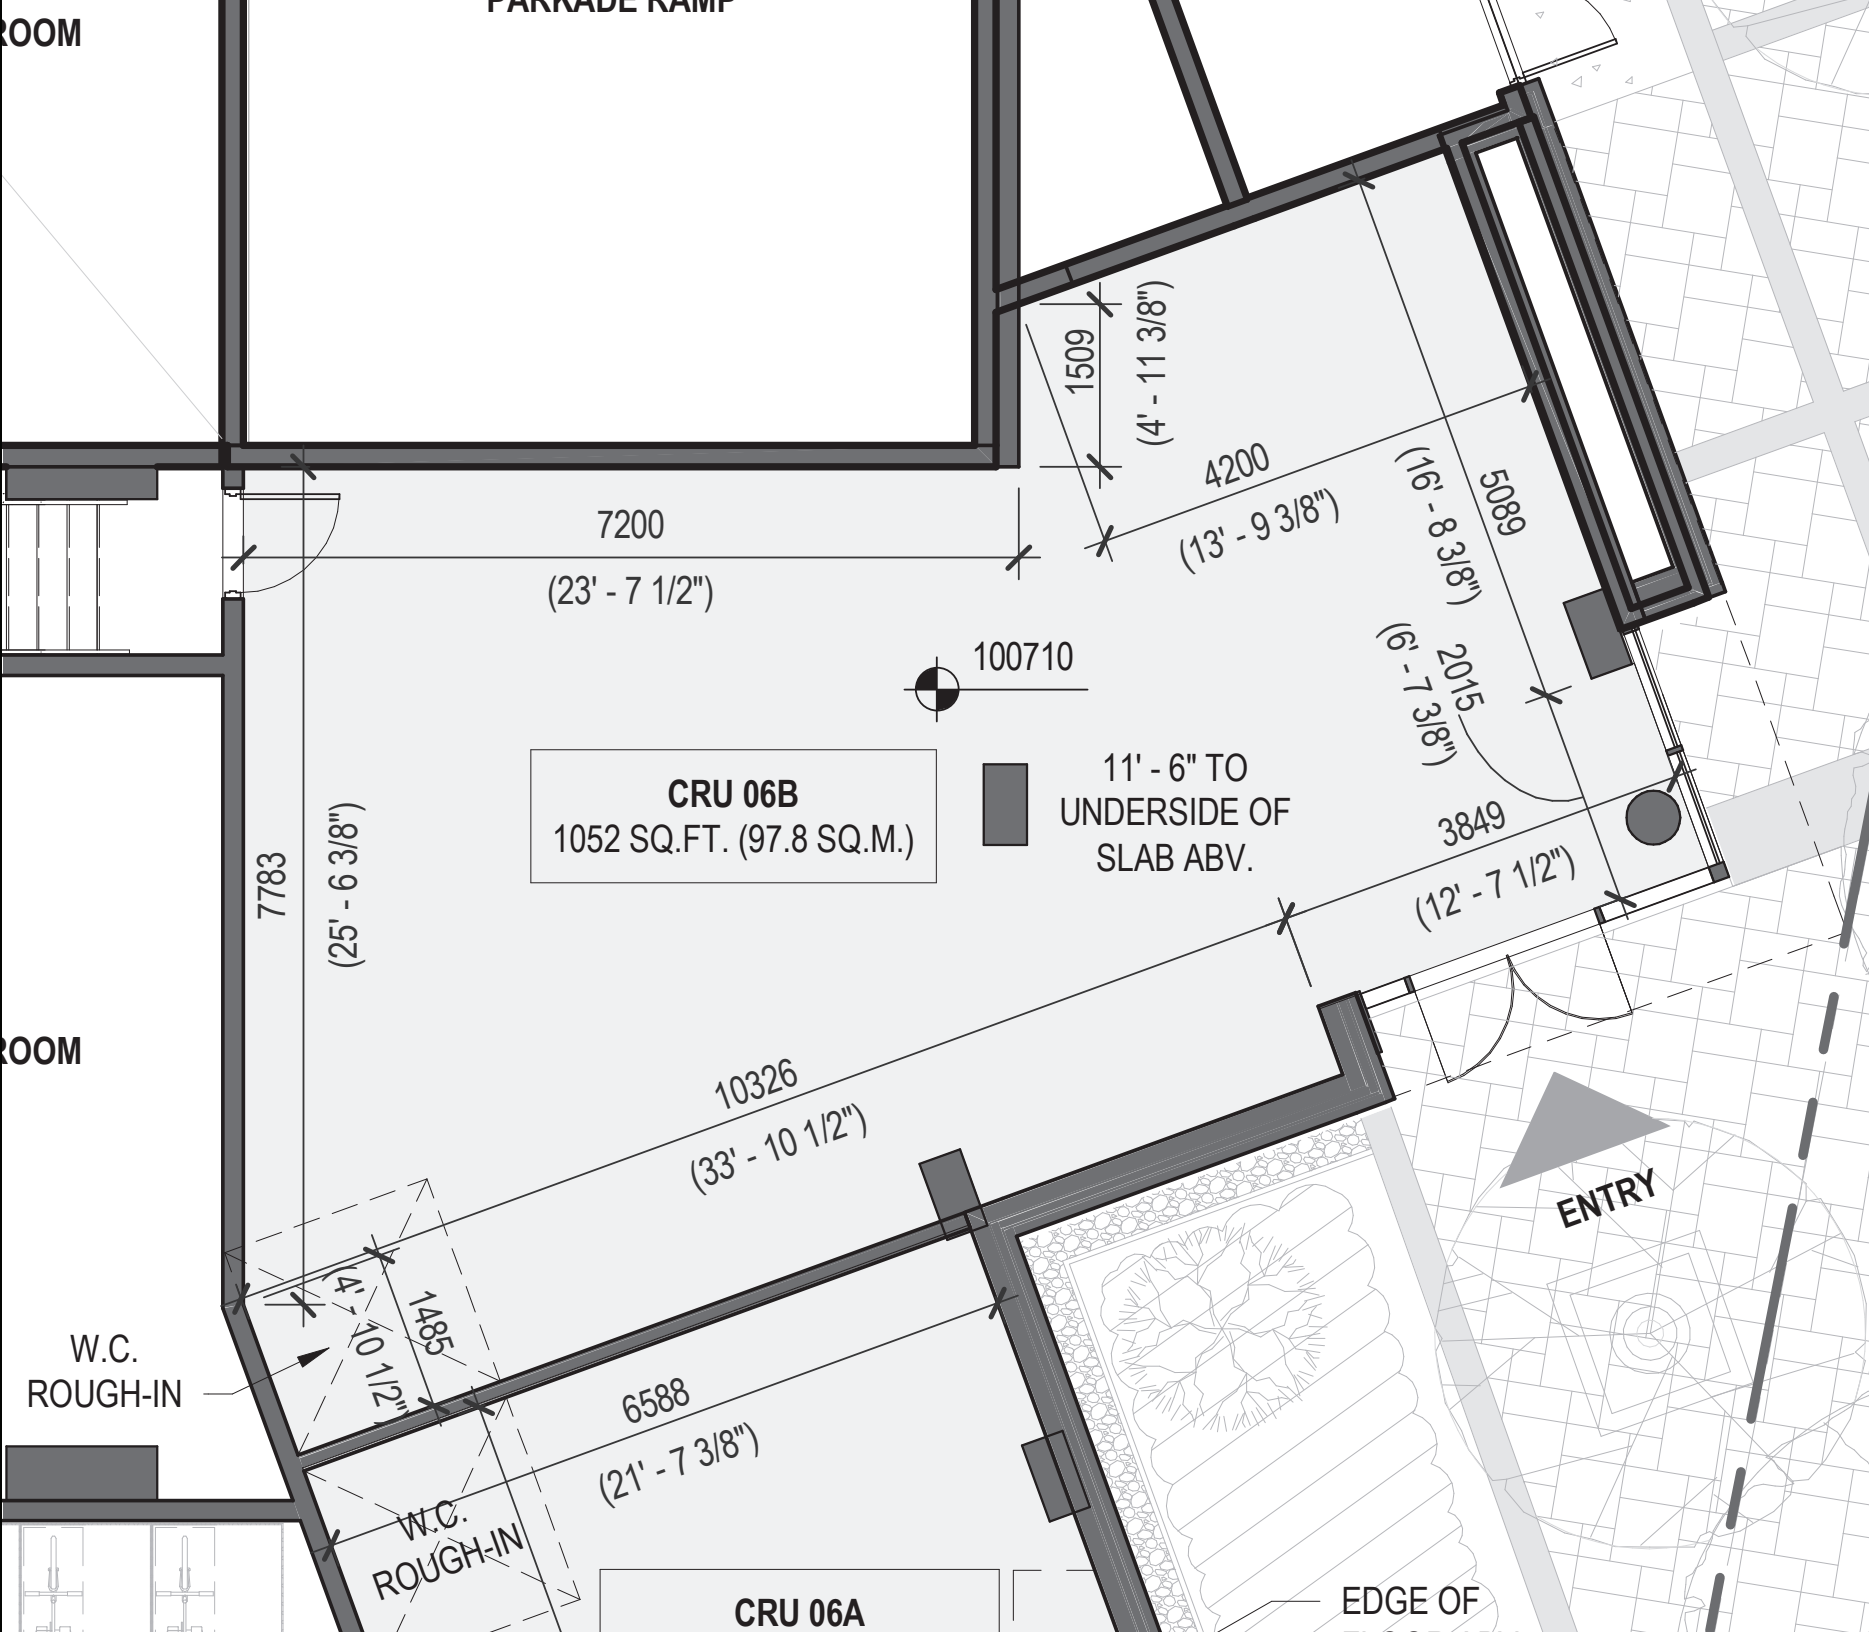 PARKADE RAMP
ROOM
1509
(4' - 11 3/8")
4200
(13' - 9 3/8")
5089
(16' - 8 3/8")
7200
(23' - 7 1/2")
100710
2015
(6' - 7 3/8")
CRU 06B
1052 SQ.FT. (97.8 SQ.M.)
11' - 6" TO
UNDERSIDE OF
SLAB ABV.
3849
(12' - 7 1/2")
7783
(25' - 6 3/8")
ROOM
10326
(33' - 10 1/2")
ENTRY
1485
(4' - 10 1/2")
W.C.
ROUGH-IN
6588
(21' - 7 3/8")
W.C.
ROUGH-IN
CRU 06A
EDGE OF